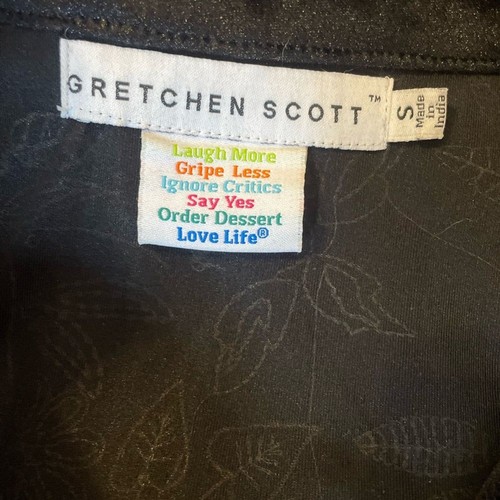 GRETCHEN SCOTT™
S
Made
in
India
Laugh More
Gripe Less
Ignore Critics
Say Yes
Order Dessert
Love Life®